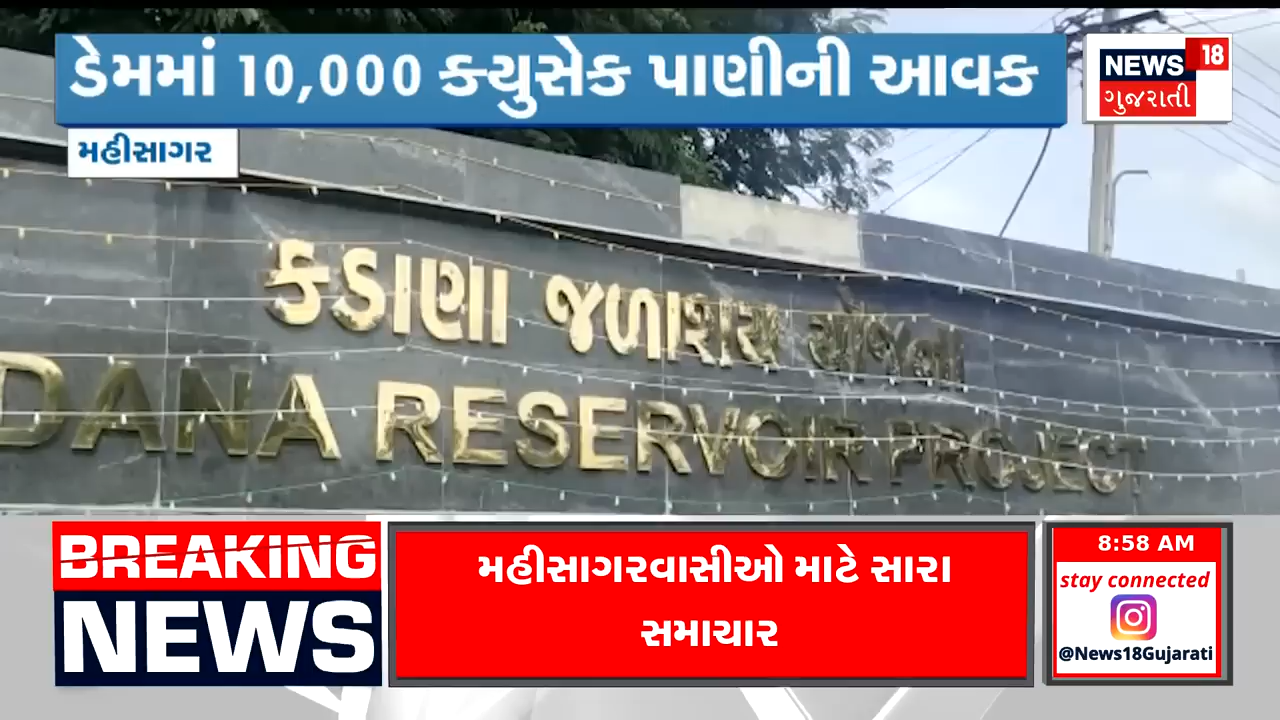 ડેમમાં 10,000 ક્યુસેક પાણીની આવક
NEWS 18
ગુજરાતી
મહીસાગર
કડાણા જળાશય યોજના
DANA RESERVOIR PROJECT
BREAKING
NEWS
મહીસાગરવાસીઓ માટે સારા
સમાચાર
8:58 AM
stay connected
@News18Gujarati